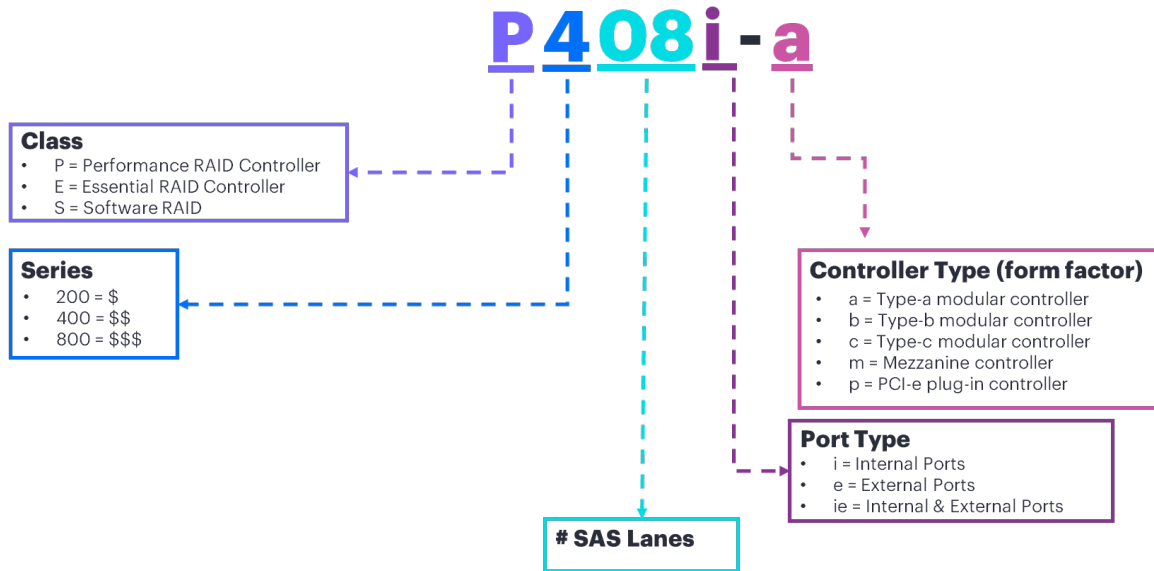 P408i-a
Class
• P = Performance RAID Controller
• E = Essential RAID Controller
• S = Software RAID
Series
• 200 = $
• 400 = $$
• 800 = $$$
Controller Type (form factor)
• a = Type-a modular controller
• b = Type-b modular controller
• c = Type-c modular controller
• m = Mezzanine controller
• p = PCI-e plug-in controller
Port Type
• i = Internal Ports
• e = External Ports
• ie = Internal & External Ports
# SAS Lanes